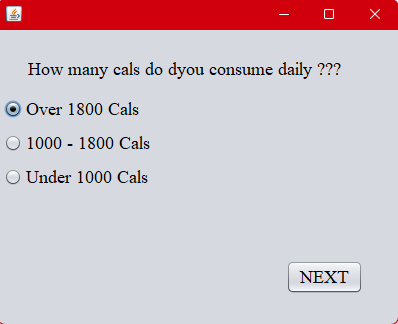 How many cals do dyou consume daily ???
Over 1800 Cals
1000 - 1800 Cals
Under 1000 Cals
NEXT